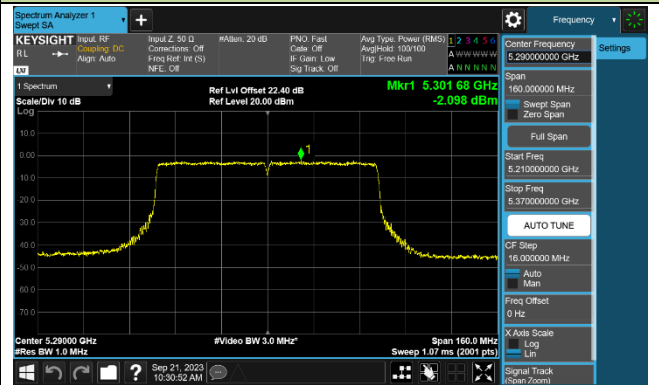 Spectrum Analyzer 1
Swept SA
+
Frequency
KEYSIGHT
RL
LXI
Input: RF
Coupling: DC
Align: Auto
Input Z: 50 Ω
Corrections: Off
Freq Ref: Int (S)
NFE: Off
#Atten: 20 dB
PNO: Fast
Gate: Off
IF Gain: Low
Sig Track: Off
Avg Type: Power (RMS)
Avg|Hold: 100/100
Trig: Free Run
1 2 3 4 5 6
A W W W W W
A N N N N N
Center Frequency
5.290000000 GHz
Settings
Span
160.000000 MHz
Swept Span
Zero Span
Full Span
Start Freq
5.210000000 GHz
Stop Freq
5.370000000 GHz
AUTO TUNE
CF Step
16.000000 MHz
Auto
Man
Freq Offset
0 Hz
X Axis Scale
Log
Lin
Signal Track
(Span Zoom)
1 Spectrum
Scale/Div 10 dB
Log
Ref Lvl Offset 22.40 dB
Ref Level 20.00 dBm
Mkr1 5.301 68 GHz
-2.098 dBm
1
10.0
0.00
-10.0
-20.0
-30.0
-40.0
-50.0
-60.0
-70.0
Center 5.29000 GHz
#Res BW 1.0 MHz
#Video BW 3.0 MHz*
Span 160.0 MHz
Sweep 1.07 ms (2001 pts)
?
Sep 21, 2023
10:30:52 AM